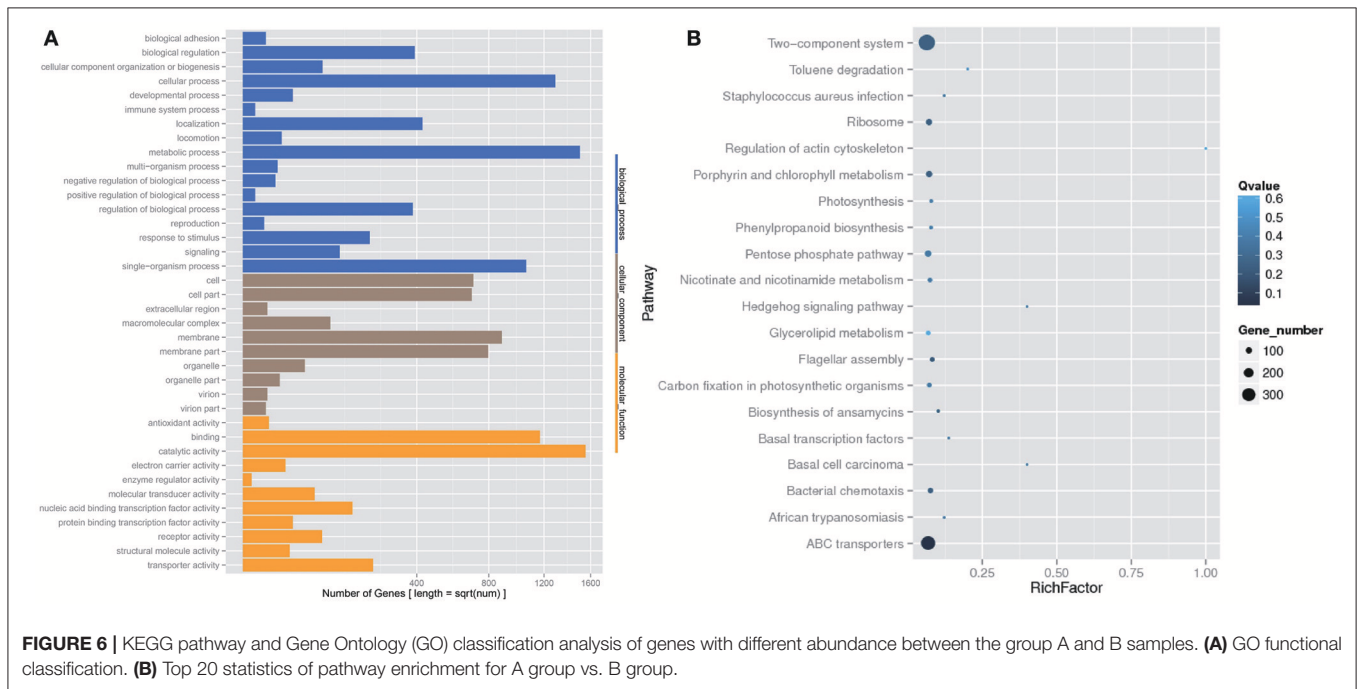 A
biological adhesion
biological regulation
cellular component organization or biogenesis
cellular process
developmental process
immune system process
localization
locomotion
metabolic process
multi-organism process
negative regulation of biological process
positive regulation of biological process
regulation of biological process
reproduction
response to stimulus
signaling
single-organism process
cell
cell part
extracellular region
macromolecular complex
membrane
membrane part
organelle
organelle part
virion
virion part
antioxidant activity
binding
catalytic activity
electron carrier activity
enzyme regulator activity
molecular transducer activity
nucleic acid binding transcription factor activity
protein binding transcription factor activity
receptor activity
structural molecule activity
transporter activity
400 800 1200 1600
Number of Genes [ length = sqrt(num) ]
biological_process
cellular_component
molecular_function
B
Pathway
Two-component system
Toluene degradation
Staphylococcus aureus infection
Ribosome
Regulation of actin cytoskeleton
Porphyrin and chlorophyll metabolism
Photosynthesis
Phenylpropanoid biosynthesis
Pentose phosphate pathway
Nicotinate and nicotinamide metabolism
Hedgehog signaling pathway
Glycerolipid metabolism
Flagellar assembly
Carbon fixation in photosynthetic organisms
Biosynthesis of ansamycins
Basal transcription factors
Basal cell carcinoma
Bacterial chemotaxis
African trypanosomiasis
ABC transporters
0.25 0.50 0.75 1.00
RichFactor
Qvalue
0.6
0.5
0.4
0.3
0.2
0.1
Gene_number
100
200
300
FIGURE 6 | KEGG pathway and Gene Ontology (GO) classification analysis of genes with different abundance between the group A and B samples. (A) GO functional
classification. (B) Top 20 statistics of pathway enrichment for A group vs. B group.